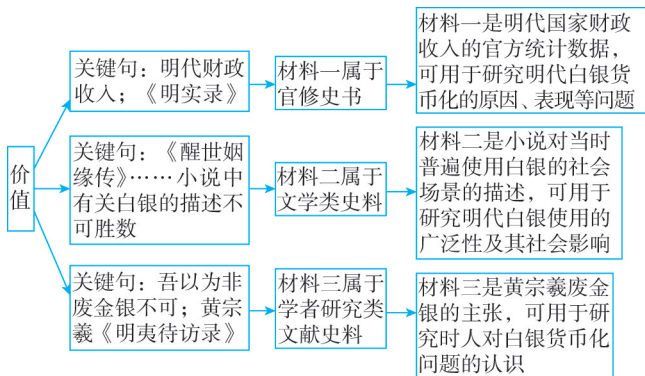 价
值
关键句：明代财政
收入；《明实录》
材料一属于
官修史书
材料一是明代国家财政
收入的官方统计数据，
可用于研究明代白银货
币化的原因、表现等问题
关键句：《醒世姻
缘传》……小说中
有关白银的描述不
可胜数
材料二属于
文学类史料
材料二是小说对当时
普遍使用白银的社会
场景的描述，可用于
研究明代白银使用的
广泛性及其社会影响
关键句：吾以为非
废金银不可；黄宗
羲《明夷待访录》
材料三属于
学者研究类
文献史料
材料三是黄宗羲废金
银的主张，可用于研
究时人对白银货币化
问题的认识